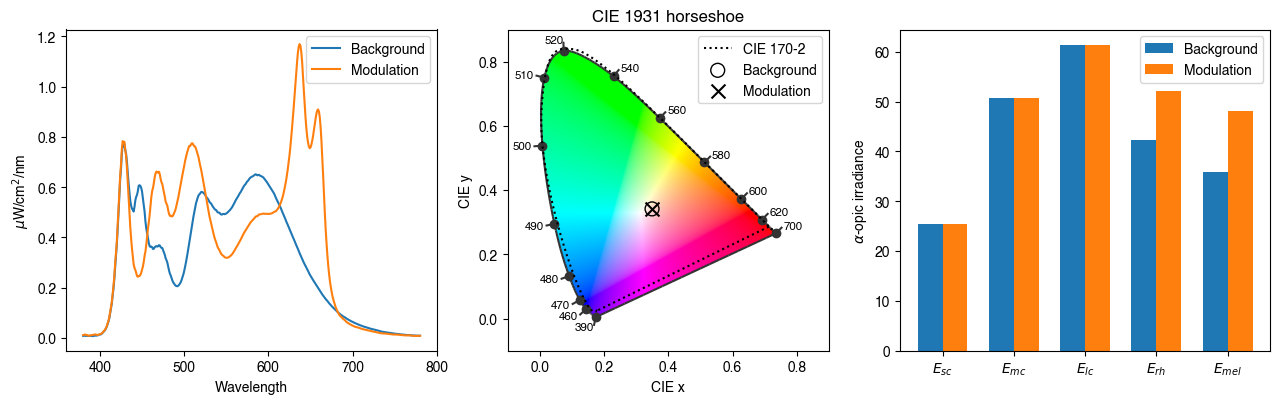 Background
Modulation
1.2
1.0
0.8
0.6
0.4
0.2
0.0
400
500
600
700
800
Wavelength
μW/cm²/nm
CIE 1931 horseshoe
CIE 170-2
Background
Modulation
520
540
510
560
500
580
600
620
700
490
480
470
460
390
0.8
0.6
0.4
0.2
0.0
0.0
0.2
0.4
0.6
0.8
CIE x
CIE y
Background
Modulation
60
50
40
30
20
10
0
E_sc
E_mc
E_lc
E_rh
E_mel
α-opic irradiance